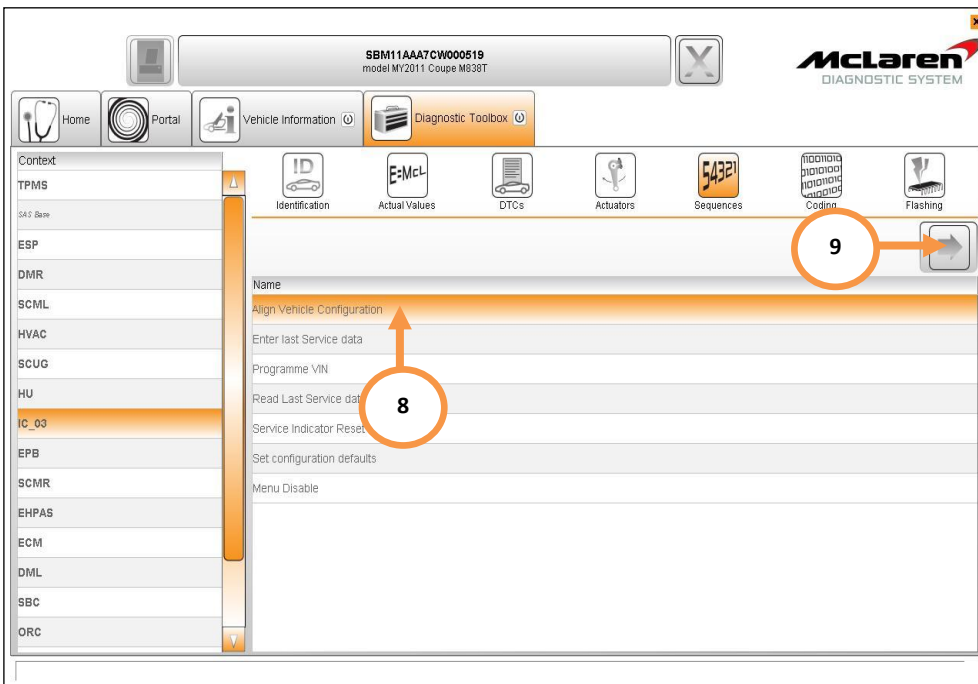 SBM11AAA7CW000519
model MY2011 Coupe M838T
McLaren
DIAGNOSTIC SYSTEM
Home
Portal
Vehicle Information
Diagnostic Toolbox
Context
TPMS
SAS Base
ESP
DMR
SCML
HVAC
SCUG
HU
IC_03
EPB
SCMR
EHPAS
ECM
DML
SBC
ORC
ID
Identification
E=McL
Actual Values
DTCs
Actuators
54321
Sequences
Coding
Flashing
9
Name
Align Vehicle Configuration
Enter last Service data
Programme VIN
Read Last Service dat
8
Service Indicator Reset
Set configuration defaults
Menu Disable